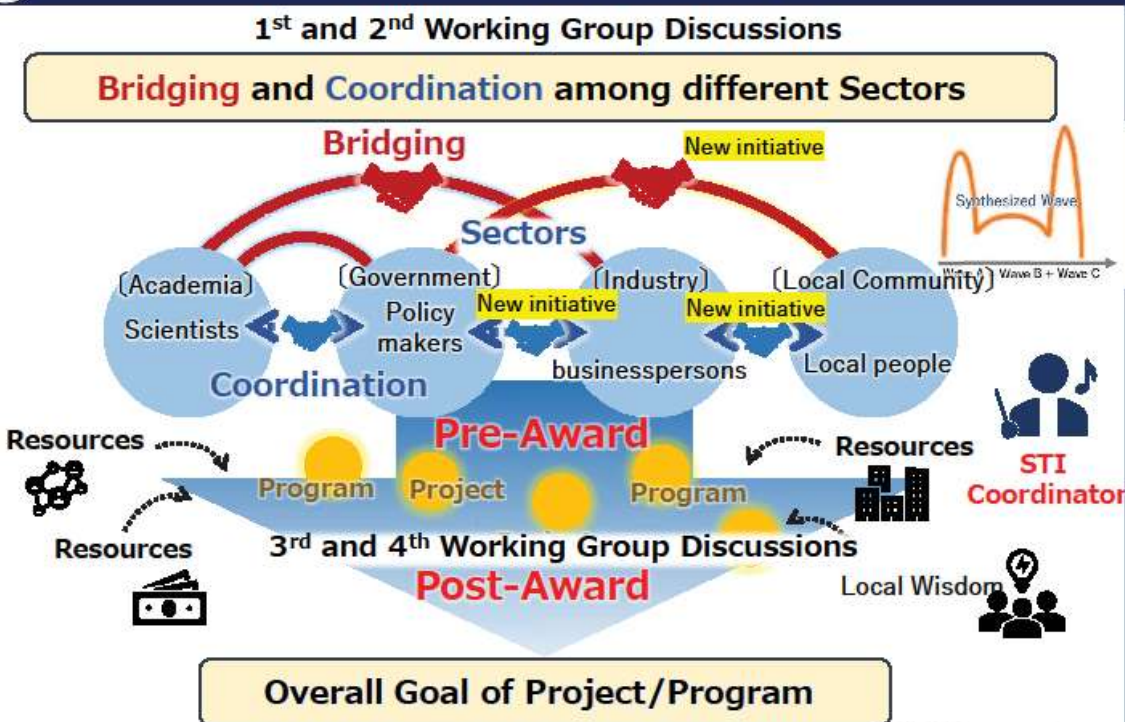 1st and 2nd Working Group Discussions
Bridging and Coordination among different Sectors
Bridging
New initiative
Synthesized Wave
Sectors
Wave B + Wave C
(Academia)
(Government)
(Industry)
(Local Community)
Scientists
Policy
makers
New initiative
New initiative
businesspersons
Local people
Coordination
Resources
Pre-Award
Resources
STI
Coordinator
Program
Project
Program
Resources
3rd and 4th Working Group Discussions
Post-Award
Local Wisdom
Overall Goal of Project/Program